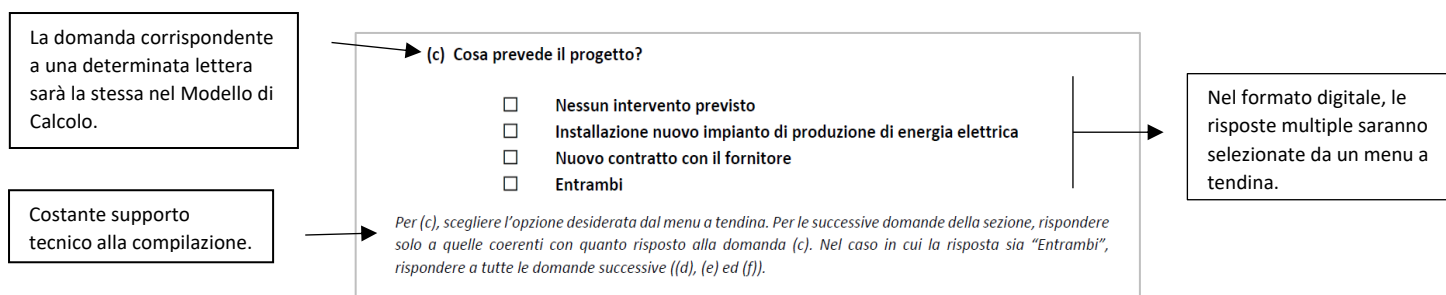 La domanda corrispondente
a una determinata lettera
sarà la stessa nel Modello di
Calcolo.
Costante supporto
tecnico alla compilazione.
(c) Cosa prevede il progetto?
Nessun intervento previsto
Installazione nuovo impianto di produzione di energia elettrica
Nuovo contratto con il fornitore
Entrambi
Per (c), scegliere l'opzione desiderata dal menu a tendina. Per le successive domande della sezione, rispondere
solo a quelle coerenti con quanto risposto alla domanda (c). Nel caso in cui la risposta sia “Entrambi”,
rispondere a tutte le domande successive ((d), (e) ed (f)).
Nel formato digitale, le
risposte multiple saranno
selezionate da un menu a
tendina.